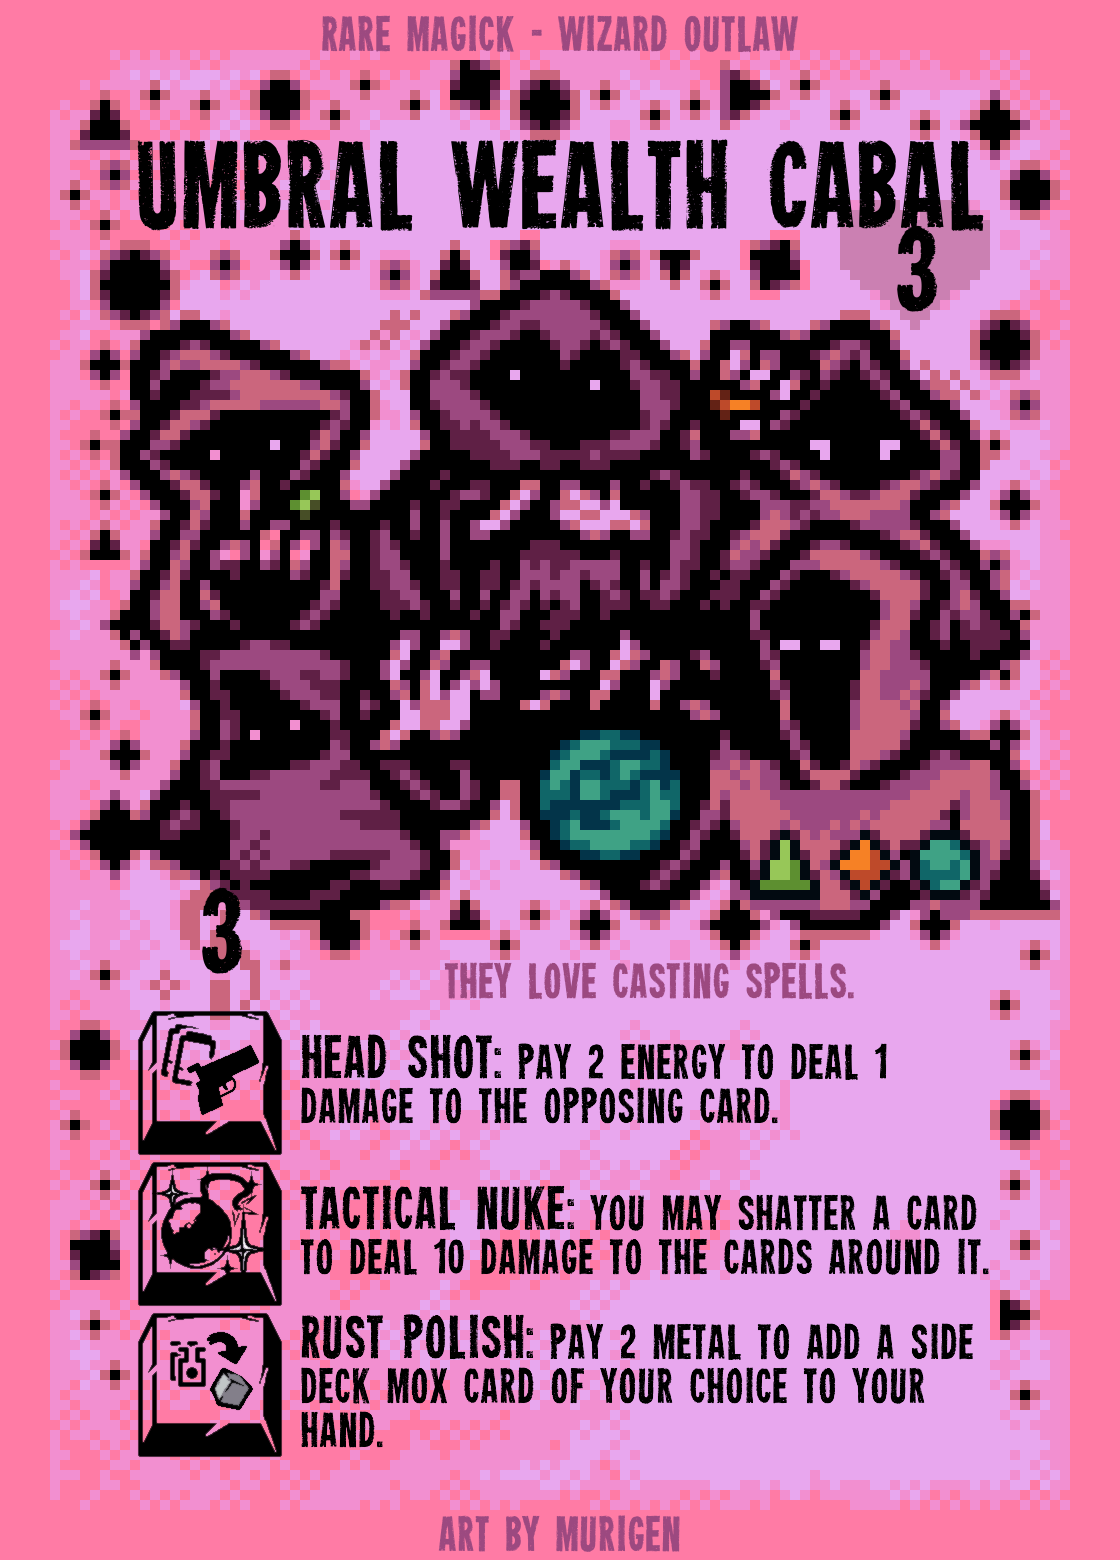 RARE MAGICK - WIZARD OUTLAW
UMBRAL WEALTH CABAL
3
3
THEY LOVE CASTING SPELLS.
HEAD SHOT: PAY 2 ENERGY TO DEAL 1
DAMAGE TO THE OPPOSING CARD.
TACTICAL NUKE: YOU MAY SHATTER A CARD
TO DEAL 10 DAMAGE TO THE CARDS AROUND IT.
RUST POLISH: PAY 2 METAL TO ADD A SIDE
DECK MOX CARD OF YOUR CHOICE TO YOUR
HAND.
ART BY MURIGEN